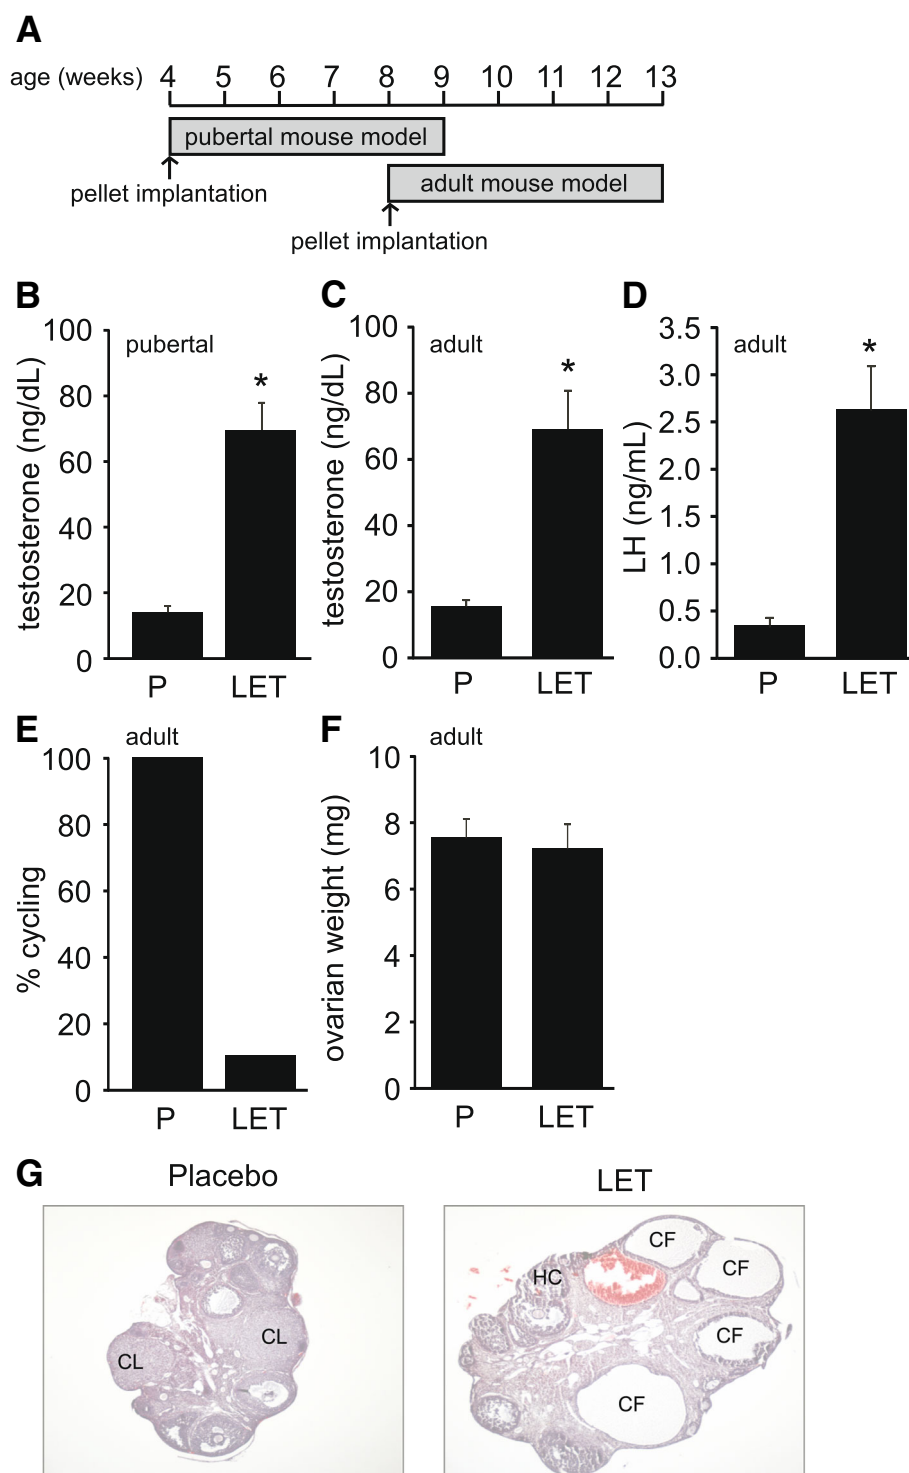 A
age (weeks) 4 5 6 7 8 9 10 11 12 13
pubertal mouse model
pellet implantation
adult mouse model
pellet implantation
B
testosterone (ng/dL)
pubertal
100
80
60
40
20
0
*
P LET
C
testosterone (ng/dL)
adult
100
80
60
40
20
0
*
P LET
D
LH (ng/mL)
adult
3.5
3.0
2.5
2.0
1.5
1.0
0.5
0.0
*
P LET
E
% cycling
adult
100
80
60
40
20
0
P LET
F
ovarian weight (mg)
adult
10
8
6
4
2
0
P LET
G
Placebo
CL
CL
LET
CF
CF
HC
CF
CF